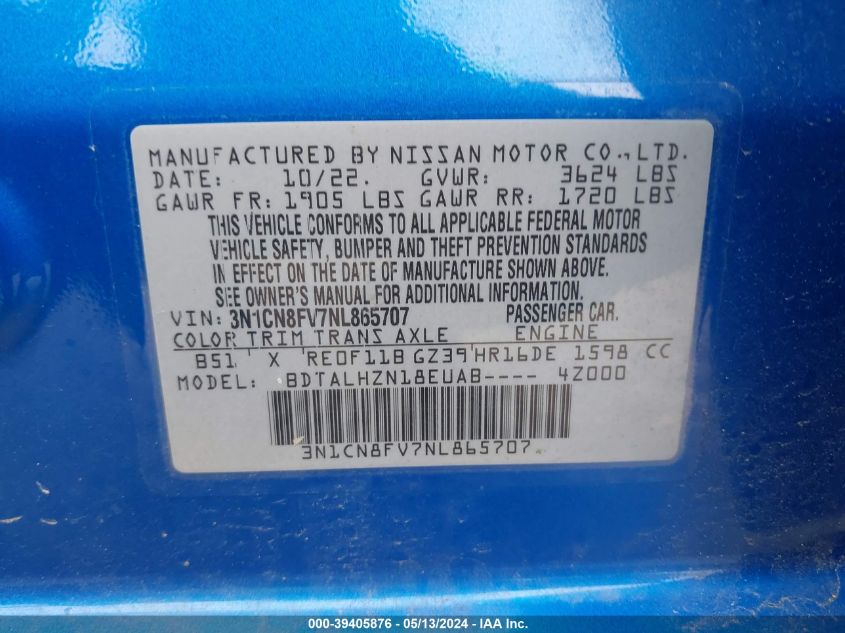 MANUFACTURED BY NISSAN MOTOR CO., LTD.
DATE: 10/22. GVWR: 3624 LBS
GAWR FR: 1905 LBS GAWR RR: 1720 LBS
THIS VEHICLE CONFORMS TO ALL APPLICABLE FEDERAL MOTOR
VEHICLE SAFETY, BUMPER AND THEFT PREVENTION STANDARDS
IN EFFECT ON THE DATE OF MANUFACTURE SHOWN ABOVE.
SEE OWNER'S MANUAL FOR ADDITIONAL INFORMATION.
VIN: 3N1CN8FV7NL865707 PASSENGER CAR.
COLOR TRIM TRANS AXLE ENGINE
B51 X RE0F11B GZ39 HR16DE 1598 CC
MODEL: BDTALHZN18EUAB---- 4Z000
3N1CN8FV7NL865707
000-39405876 - 05/13/2024 - IAA Inc.